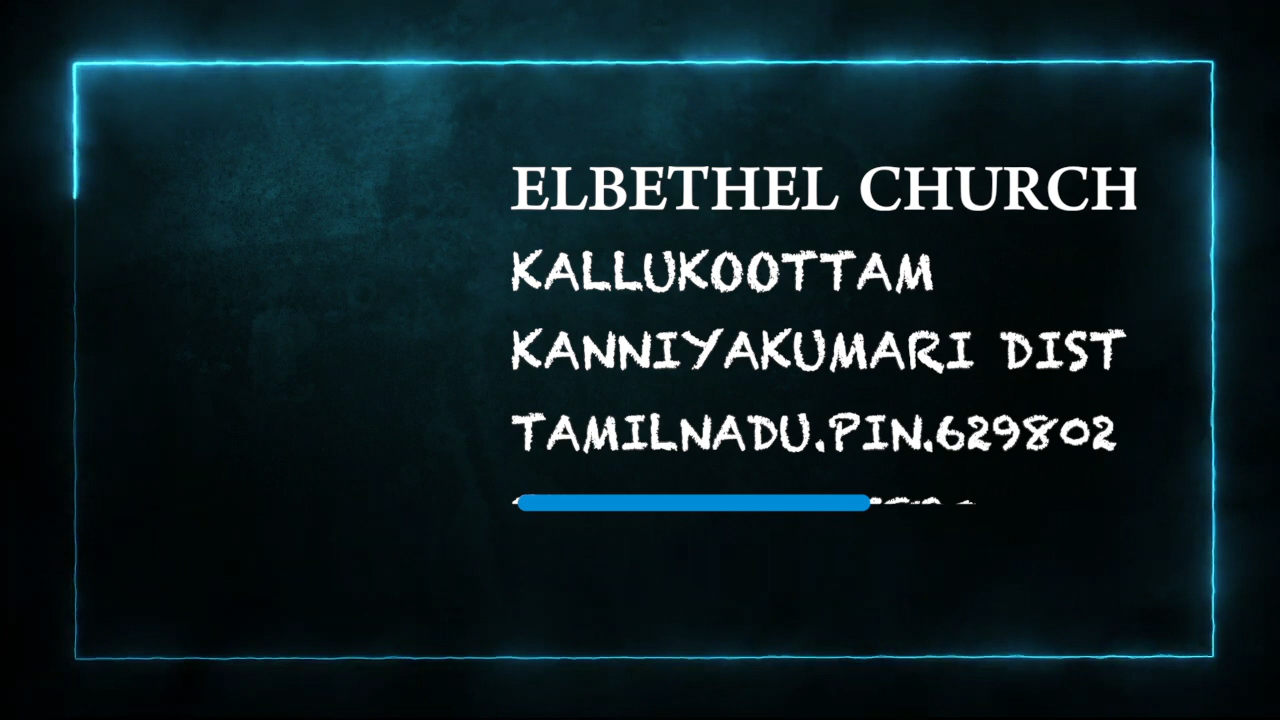 ELBETHEL CHURCH
KALLUKOOTTAM
KANNIYAKUMARI DIST
TAMILNADU.PIN.629802